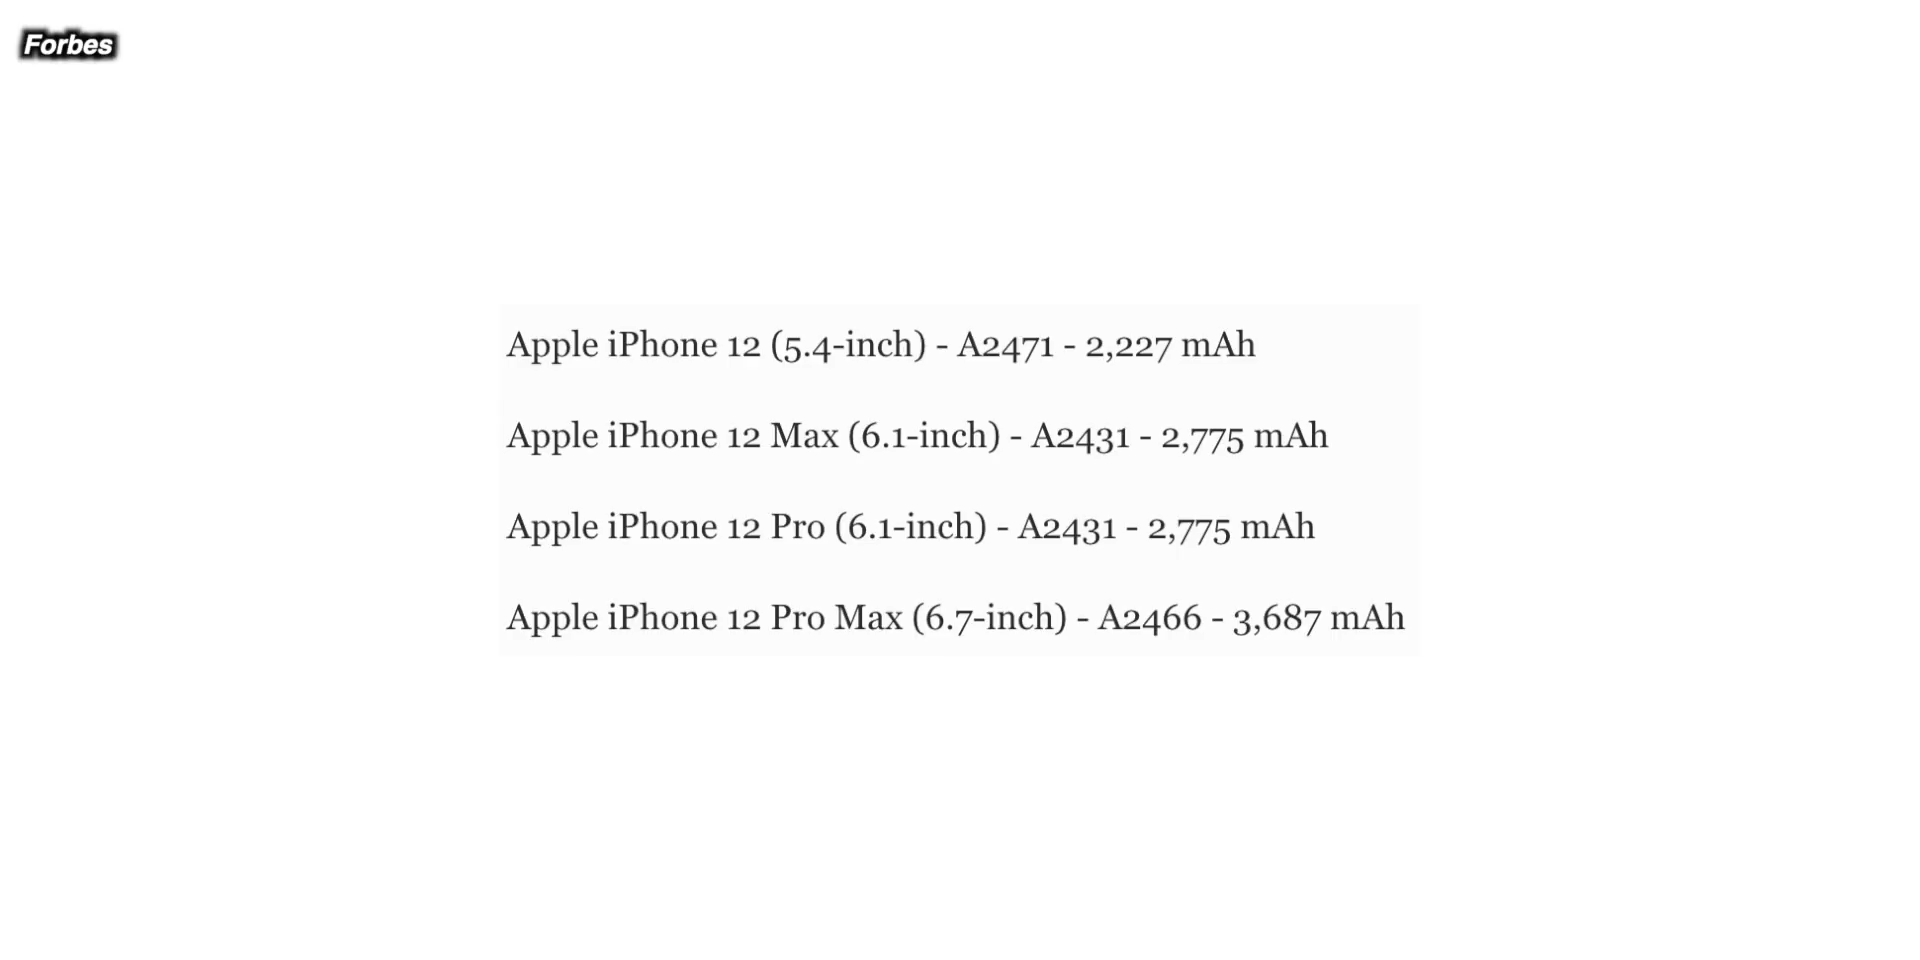 Forbes
Apple iPhone 12 (5.4-inch) - A2471 - 2,227 mAh
Apple iPhone 12 Max (6.1-inch) - A2431 - 2,775 mAh
Apple iPhone 12 Pro (6.1-inch) - A2431 - 2,775 mAh
Apple iPhone 12 Pro Max (6.7-inch) - A2466 - 3,687 mAh